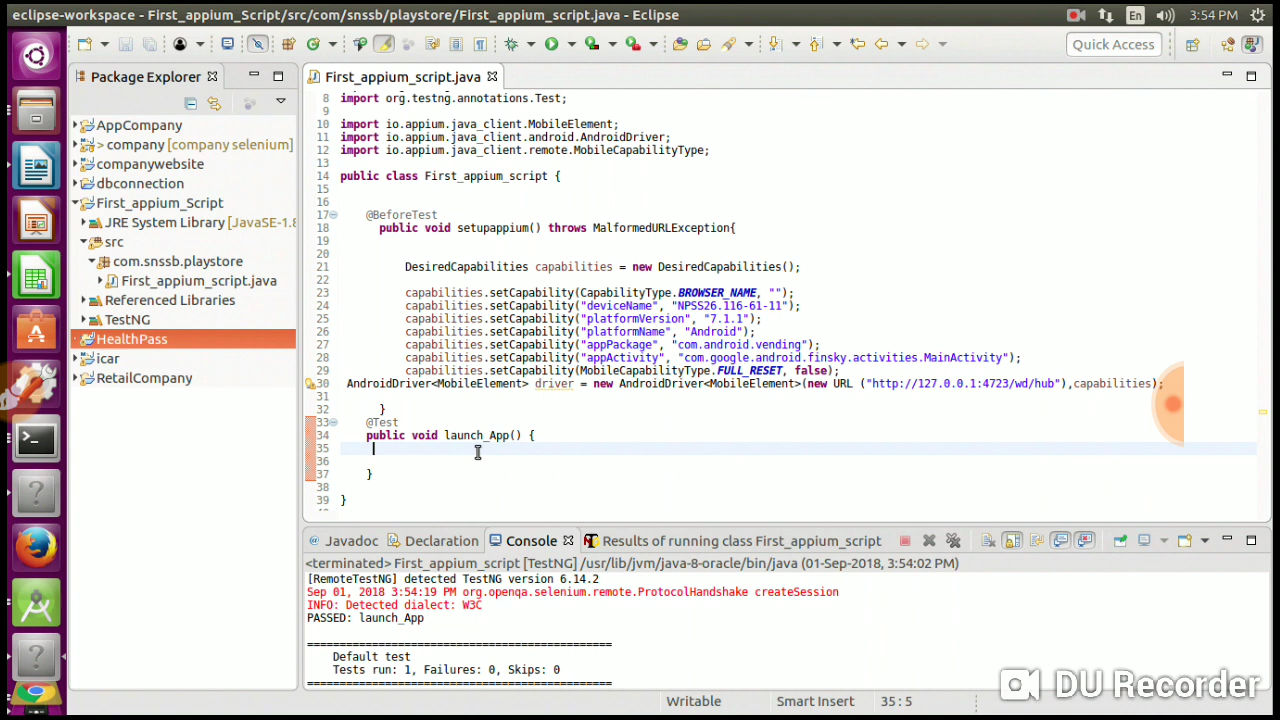 eclipse-workspace - First_appium_Script/src/com/snssb/playstore/First_appium_script.java - Eclipse
En
3:54 PM
Quick Access
Package Explorer
AppCompany
> company [company selenium]
companywebsite
dbconnection
First_appium_Script
JRE System Library [JavaSE-1.8
src
com.snssb.playstore
First_appium_script.java
Referenced Libraries
TestNG
HealthPass
icar
RetailCompany
First_appium_script.java
8 import org.testng.annotations.Test;
9
10 import io.appium.java_client.MobileElement;
11 import io.appium.java_client.android.AndroidDriver;
12 import io.appium.java_client.remote.MobileCapabilityType;
13
14 public class First_appium_script {
15
16
17 @BeforeTest
18 public void setupappium() throws MalformedURLException{
19
20
21 DesiredCapabilities capabilities = new DesiredCapabilities();
22
23 capabilities.setCapability(CapabilityType.BROWSER_NAME, "");
24 capabilities.setCapability("deviceName", "NPSS26.116-61-11");
25 capabilities.setCapability("platformVersion", "7.1.1");
26 capabilities.setCapability("platformName", "Android");
27 capabilities.setCapability("appPackage", "com.android.vending");
28 capabilities.setCapability("appActivity", "com.google.android.finsky.activities.MainActivity");
29 capabilities.setCapability(MobileCapabilityType.FULL_RESET, false);
30 AndroidDriver<MobileElement> driver = new AndroidDriver<MobileElement>(new URL ("http://127.0.0.1:4723/wd/hub"),capabilities);
31
32 }
33 @Test
34 public void launch_App() {
35
36
37 }
38
39 }
@ Javadoc
Declaration
Console
Results of running class First_appium_script
<terminated> First_appium_script [TestNG] /usr/lib/jvm/java-8-oracle/bin/java (01-Sep-2018, 3:54:02 PM)
[RemoteTestNG] detected TestNG version 6.14.2
Sep 01, 2018 3:54:19 PM org.openqa.selenium.remote.ProtocolHandshake createSession
INFO: Detected dialect: W3C
PASSED: launch_App
===============================================
Default test
Tests run: 1, Failures: 0, Skips: 0
===============================================
Writable
Smart Insert
35 : 5
DU Recorder